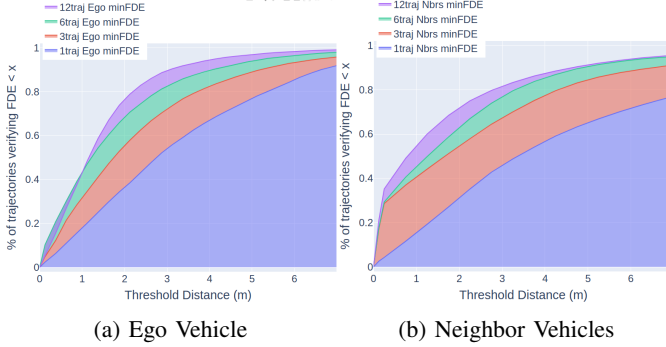 12traj Ego minFDE
6traj Ego minFDE
3traj Ego minFDE
1traj Ego minFDE
% of trajectories verifying FDE < x
1
0.8
0.6
0.4
0.2
0
0 1 2 3 4 5 6
Threshold Distance (m)
(a) Ego Vehicle
12traj Nbrs minFDE
6traj Nbrs minFDE
3traj Nbrs minFDE
1traj Nbrs minFDE
% of trajectories verifying FDE < x
1
0.8
0.6
0.4
0.2
0
0 1 2 3 4 5 6
Threshold Distance (m)
(b) Neighbor Vehicles